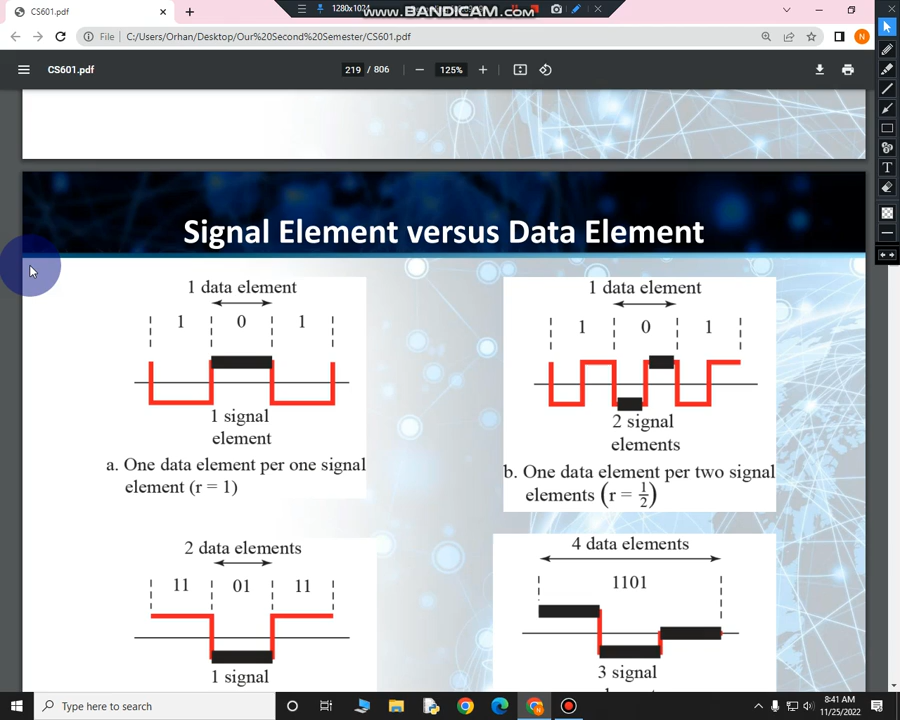 CS601.pdf
1280x1024
www.BANDICAM.com
File
C:/Users/Orhan/Desktop/Our%20Second%20Semester/CS601.pdf
N
CS601.pdf
219 / 806
125%
Signal Element versus Data Element
1 data element
1 0 1
1 signal
element
a. One data element per one signal
element (r = 1)
1 data element
1 0 1
2 signal
elements
b. One data element per two signal
elements (r = 1/2)
2 data elements
11 01 11
1 signal
4 data elements
1101
3 signal
Type here to search
8:41 AM
11/25/2022